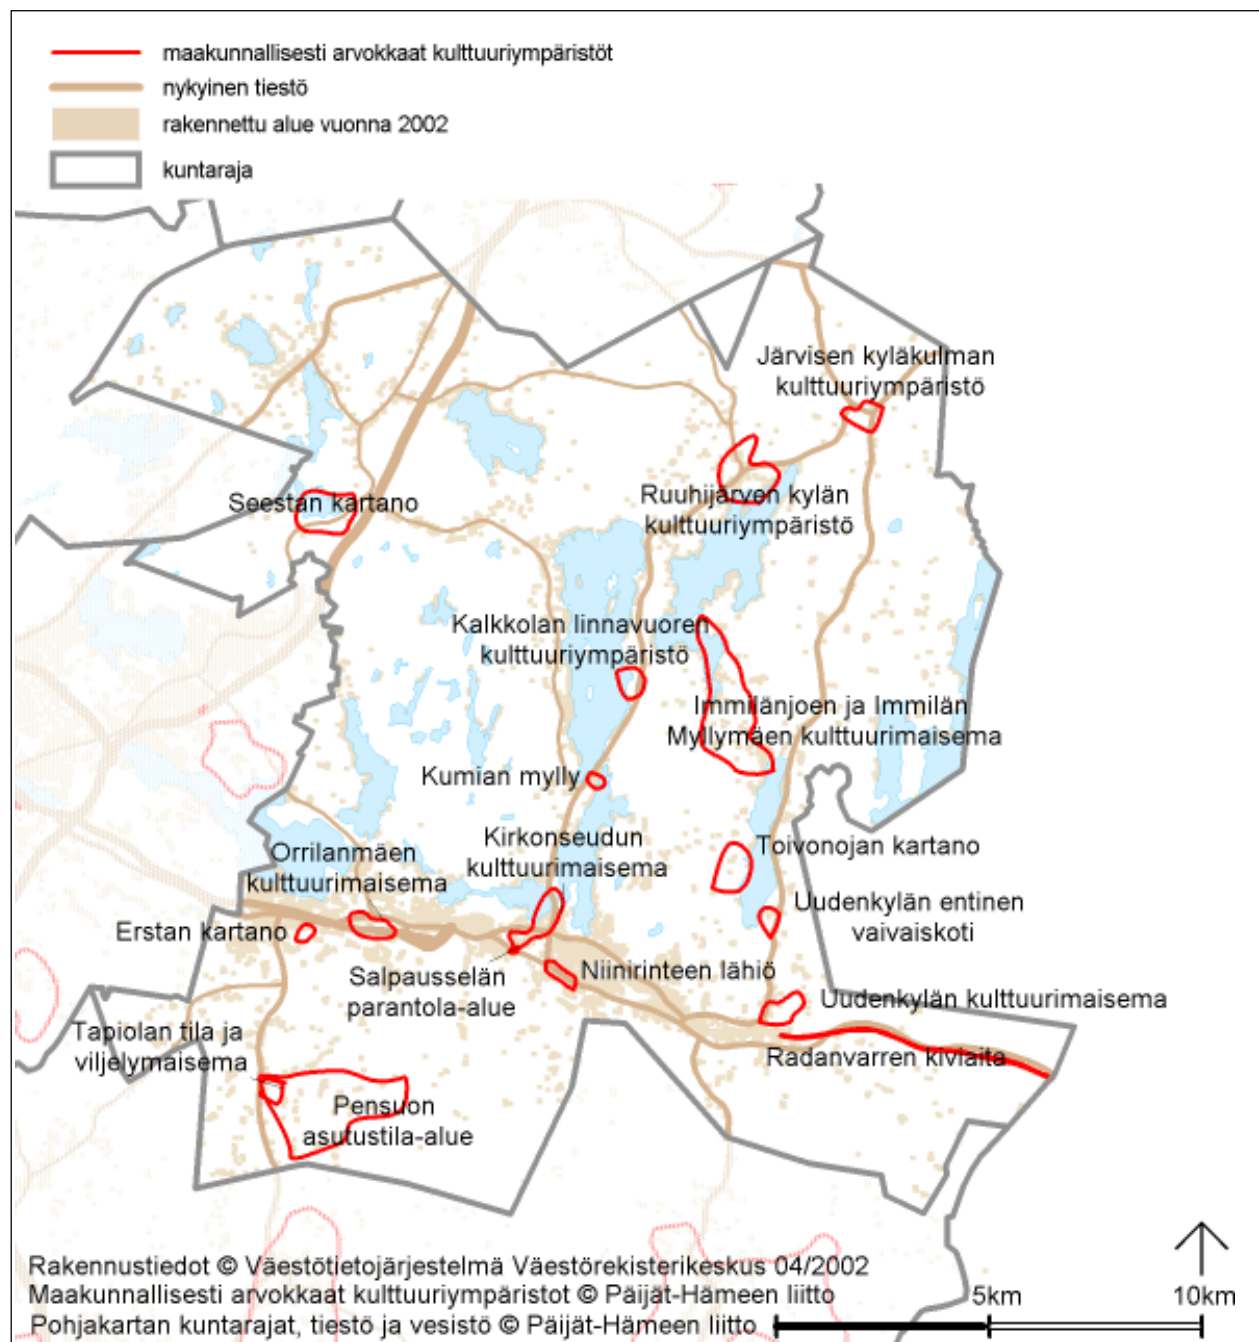 maakunnallisesti arvokkaat kulttuuriympäristöt
nykyinen tiestö
rakennettu alue vuonna 2002
kuntaraja
Järvisen kyläkulman
kulttuuriympäristö
Seestan kartano
Ruuhijärven kylän
kulttuuriympäristö
Kalkkolan linnavuoren
kulttuuriympäristö
Immilänjoen ja Immilän
Myllymäen kulttuurimaisema
Kumian mylly
Kirkonseudun
kulttuurimaisema
Orrilanmäen
kulttuurimaisema
Toivonojan kartano
Uudenkylän entinen
vaivaiskoti
Erstan kartano
Salpausselän
parantola-alue
Niinirinteen lähiö
Uudenkylän kulttuurimaisema
Radanvarren kiviaita
Tapiolan tila ja
viljelymaisema
Pensuon
asutustila-alue
Rakennustiedot © Väestötietojärjestelmä Väestörekisterikeskus 04/2002
Maakunnallisesti arvokkaat kulttuuriympäristot © Päijät-Hämeen liitto
Pohjakartan kuntarajat, tiestö ja vesistö © Päijät-Hämeen liitto
5km
10km